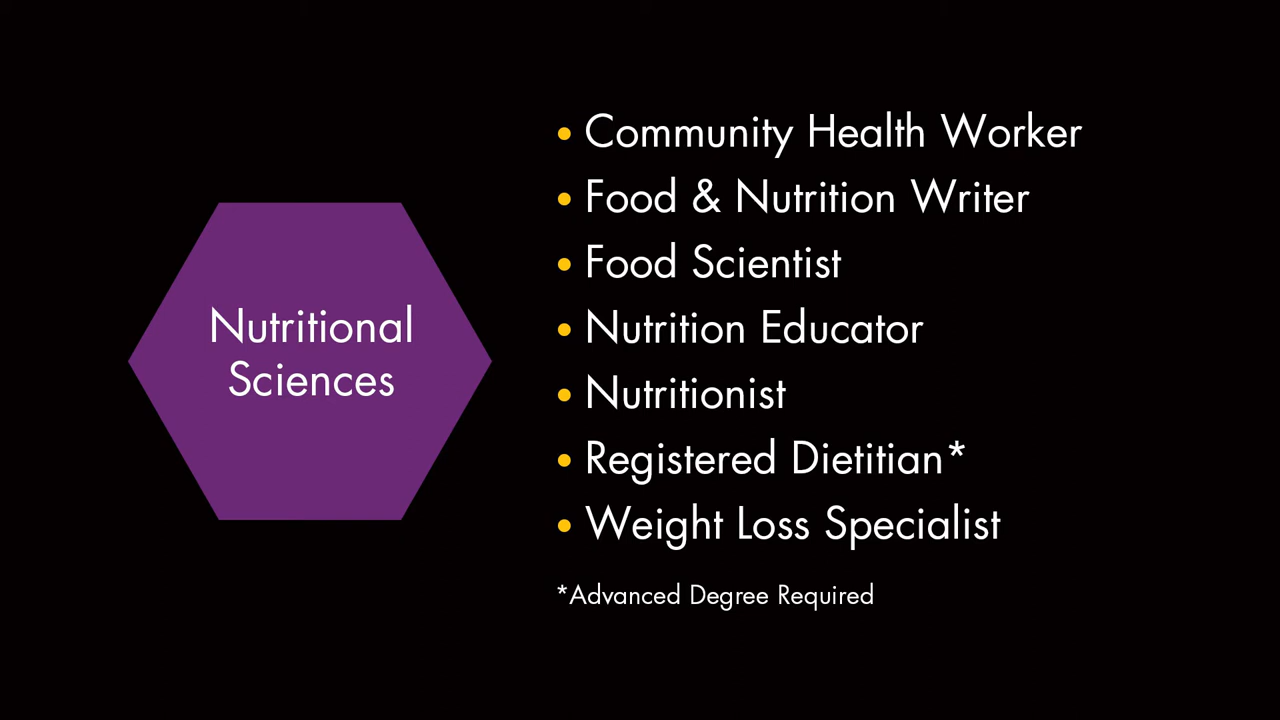 Nutritional
Sciences
• Community Health Worker
• Food & Nutrition Writer
• Food Scientist
• Nutrition Educator
• Nutritionist
• Registered Dietitian*
• Weight Loss Specialist
*Advanced Degree Required